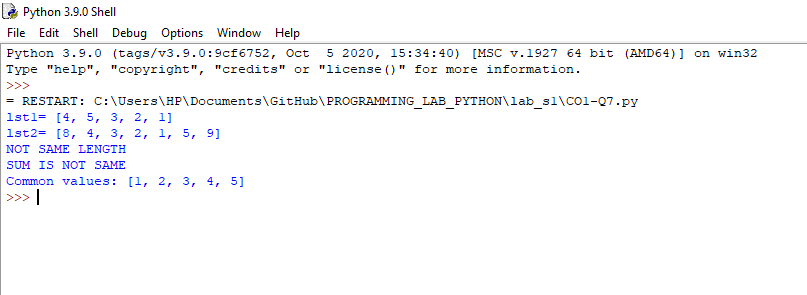 Python 3.9.0 Shell
File Edit Shell Debug Options Window Help
Python 3.9.0 (tags/v3.9.0:9cf6752, Oct  5 2020, 15:34:40) [MSC v.1927 64 bit (AMD64)] on win32
Type "help", "copyright", "credits" or "license()" for more information.
>>>
= RESTART: C:\Users\HP\Documents\GitHub\PROGRAMMING_LAB_PYTHON\lab_s1\CO1-Q7.py
lst1= [4, 5, 3, 2, 1]
lst2= [8, 4, 3, 2, 1, 5, 9]
NOT SAME LENGTH
SUM IS NOT SAME
Common values: [1, 2, 3, 4, 5]
>>>